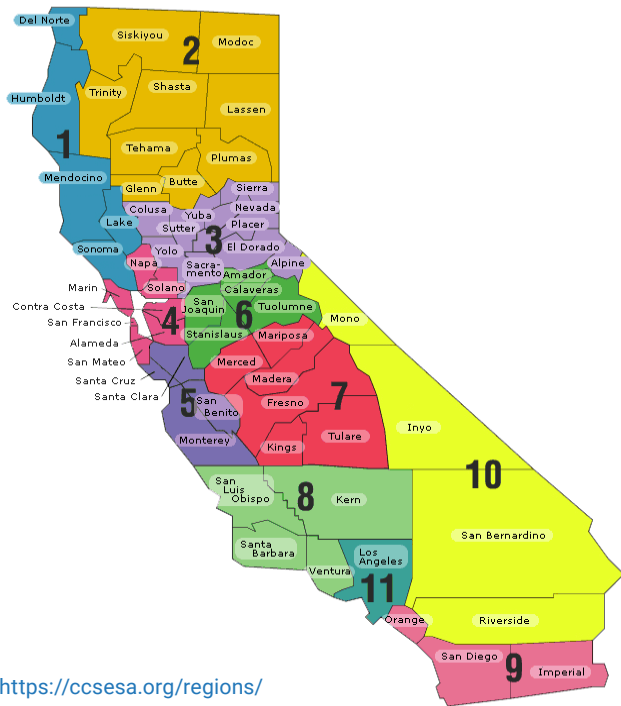 Del Norte
Siskiyou
2
Modoc
Humboldt
Trinity
Shasta
Lassen
1
Tehama
Plumas
Mendocino
Glenn
Butte
Sierra
Colusa
Yuba
Nevada
Lake
Sutter
Placer
3
Sonoma
Yolo
El Dorado
Napa
Sacra-
mento
Alpine
Amador
Marin
Solano
Calaveras
Contra Costa
San
Joaquin
Tuolumne
San Francisco
4
6
Mono
Alameda
Stanislaus
Mariposa
San Mateo
Merced
Santa Cruz
Madera
Santa Clara
5
San
Benito
Fresno
7
Monterey
Kings
Tulare
Inyo
10
San
Luis
Obispo
8
Kern
San Bernardino
Santa
Barbara
Los
Angeles
Ventura
11
Orange
Riverside
San Diego
9
Imperial
https://ccsesa.org/regions/